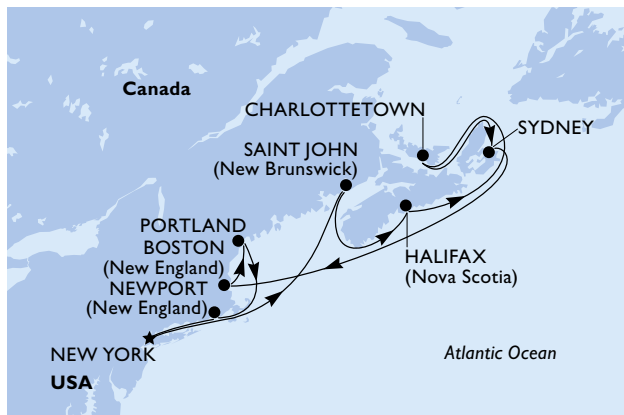 Canada
CHARLOTTETOWN
SYDNEY
SAINT JOHN
(New Brunswick)
PORTLAND
BOSTON
(New England)
HALIFAX
(Nova Scotia)
NEWPORT
(New England)
NEW YORK
Atlantic Ocean
USA